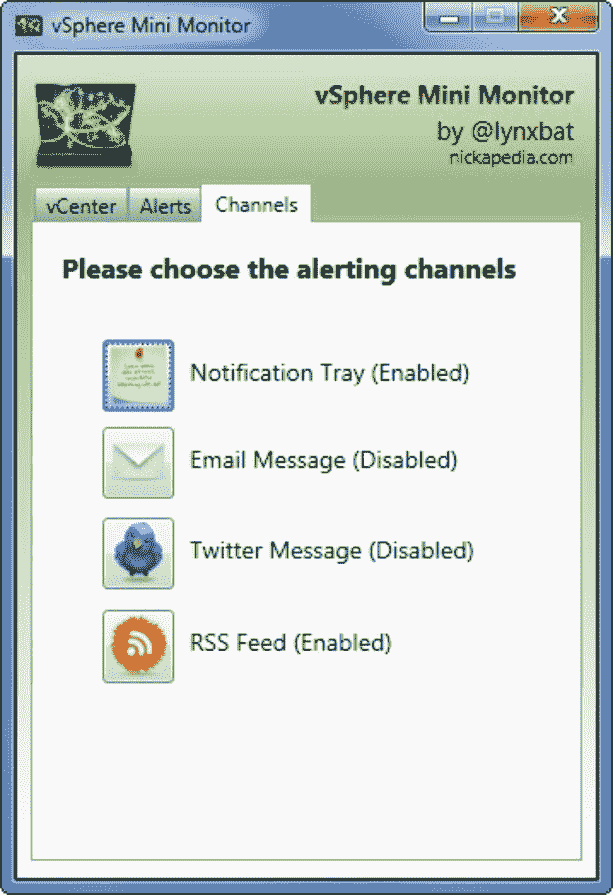 vSphere Mini Monitor
vSphere Mini Monitor
by @lynxbat
nickapedia.com
vCenter
Alerts
Channels
Please choose the alerting channels
Notification Tray (Enabled)
Email Message (Disabled)
Twitter Message (Disabled)
RSS Feed (Enabled)